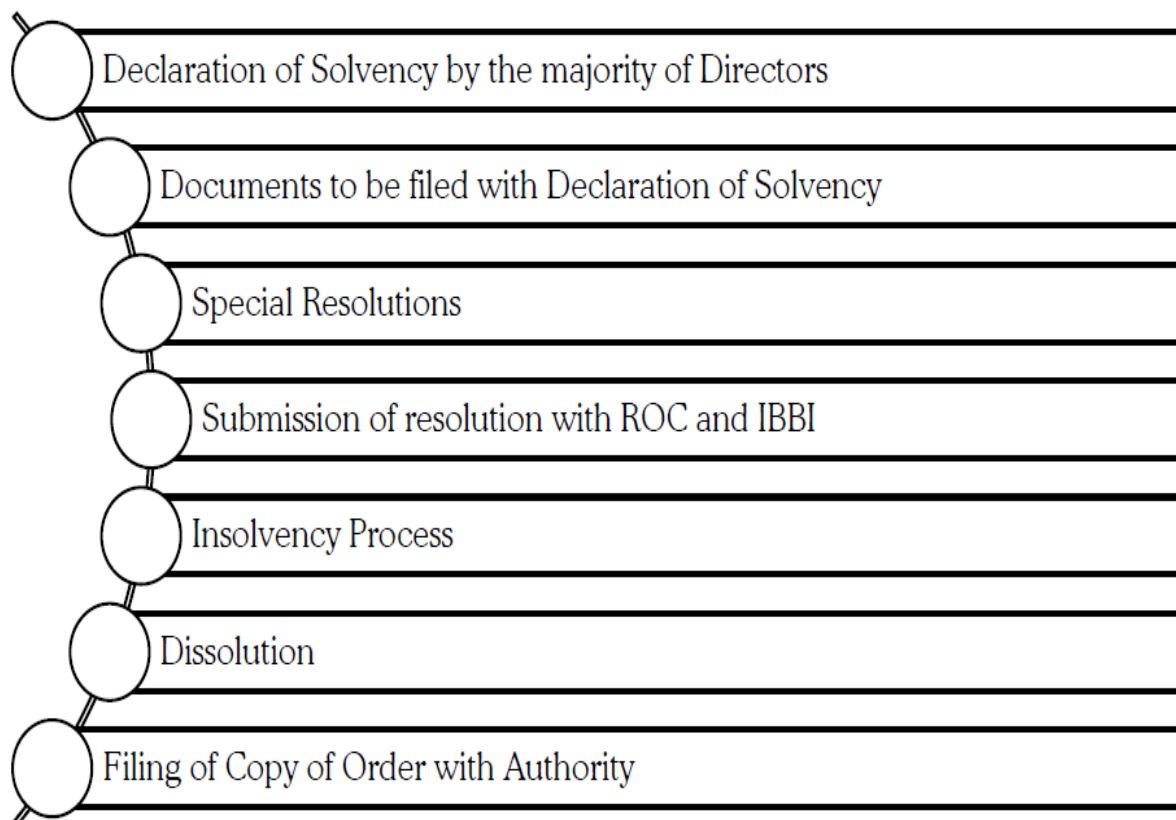 Declaration of Solvency by the majority of Directors
Documents to be filed with Declaration of Solvency
Special Resolutions
Submission of resolution with ROC and IBBI
Insolvency Process
Dissolution
Filing of Copy of Order with Authority